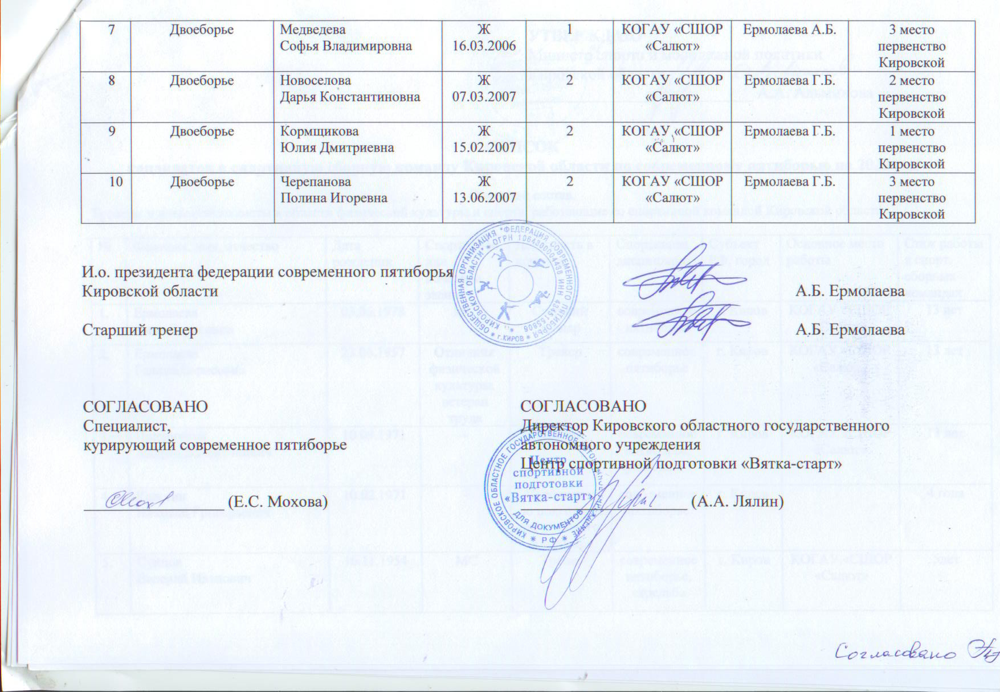 7 Двоеборье Медведева Ж 1 КОГАУ «СШОР Ермолаева А.Б. 3 место
Софья Владимировна 16.03.2006 «Салют» первенство
Кировской
8 Двоеборье Новоселова Ж 2 КОГАУ «СШОР Ермолаева Г.Б. 2 место
Дарья Константиновна 07.03.2007 «Салют» первенство
Кировской
9 Двоеборье Кормщикова Ж 2 КОГАУ «СШОР Ермолаева Г.Б. 1 место
Юлия Дмитриевна 15.02.2007 «Салют» первенство
Кировской
10 Двоеборье Черепанова Ж 2 КОГАУ «СШОР Ермолаева Г.Б. 3 место
Полина Игоревна 13.06.2007 «Салют» первенство
Кировской
И.о. президента федерации современного пятиборья
Кировской области А.Б. Ермолаева
Старший тренер А.Б. Ермолаева
ОБЩЕСТВЕННАЯ ОРГАНИЗАЦИЯ "ФЕДЕРАЦИЯ СОВРЕМЕННОГО ПЯТИБОРЬЯ
КИРОВСКОЙ ОБЛАСТИ" * ОГРН
* г.КИРОВ *
СОГЛАСОВАНО
Специалист,
курирующий современное пятиборье
(Е.С. Мохова)
СОГЛАСОВАНО
Директор Кировского областного государственного
автономного учреждения
Центр спортивной подготовки «Вятка-старт»
(А.А. Лялин)
КИРОВСКОЕ ОБЛАСТНОЕ ГОСУДАРСТВЕННОЕ
Центр
спортивной
подготовки
«Вятка-старт»
ДЛЯ ДОКУМЕНТОВ
* РФ *
Согласовано